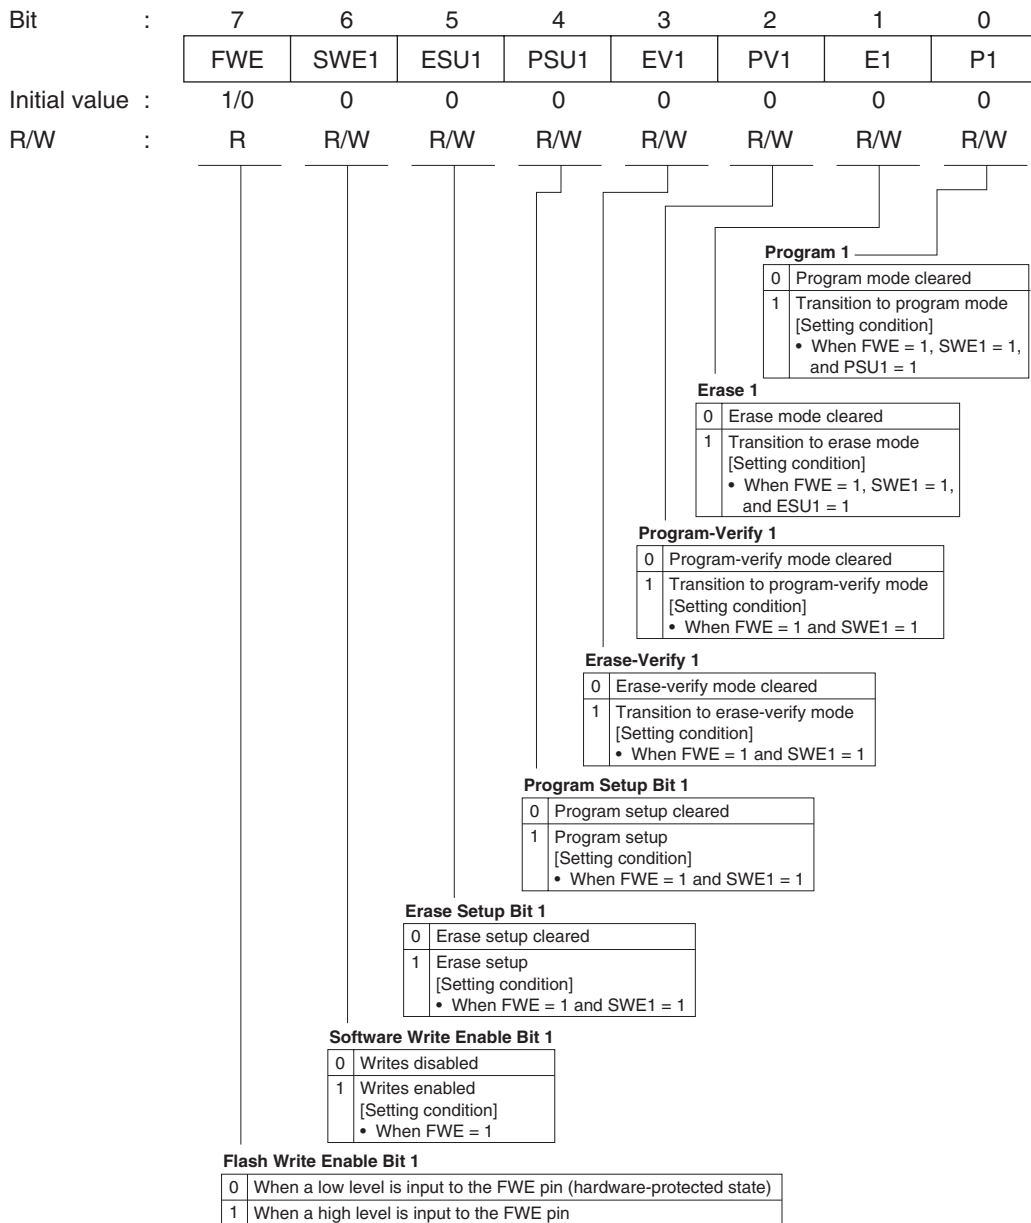 Bit : 7 6 5 4 3 2 1 0
FWE SWE1 ESU1 PSU1 EV1 PV1 E1 P1
Initial value : 1/0 0 0 0 0 0 0 0
R/W : R R/W R/W R/W R/W R/W R/W R/W
Program 1
0 Program mode cleared
1 Transition to program mode
[Setting condition]
• When FWE = 1, SWE1 = 1,
and PSU1 = 1
Erase 1
0 Erase mode cleared
1 Transition to erase mode
[Setting condition]
• When FWE = 1, SWE1 = 1,
and ESU1 = 1
Program-Verify 1
0 Program-verify mode cleared
1 Transition to program-verify mode
[Setting condition]
• When FWE = 1 and SWE1 = 1
Erase-Verify 1
0 Erase-verify mode cleared
1 Transition to erase-verify mode
[Setting condition]
• When FWE = 1 and SWE1 = 1
Program Setup Bit 1
0 Program setup cleared
1 Program setup
[Setting condition]
• When FWE = 1 and SWE1 = 1
Erase Setup Bit 1
0 Erase setup cleared
1 Erase setup
[Setting condition]
• When FWE = 1 and SWE1 = 1
Software Write Enable Bit 1
0 Writes disabled
1 Writes enabled
[Setting condition]
• When FWE = 1
Flash Write Enable Bit 1
0 When a low level is input to the FWE pin (hardware-protected state)
1 When a high level is input to the FWE pin